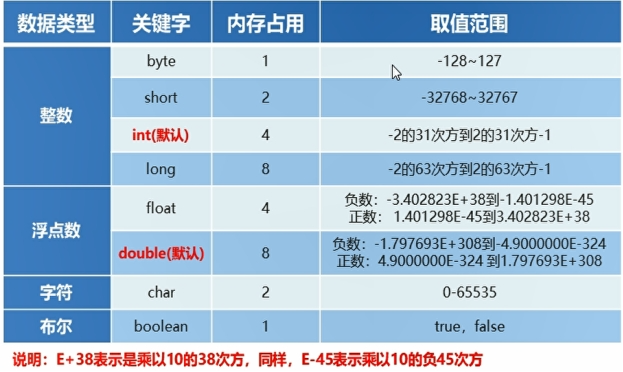 数据类型 关键字 内存占用 取值范围
整数 byte 1 -128~127
short 2 -32768~32767
int(默认) 4 -2的31次方到2的31次方-1
long 8 -2的63次方到2的63次方-1
浮点数 float 4 负数：-3.402823E+38到-1.401298E-45
正数： 1.401298E-45到3.402823E+38
double(默认) 8 负数：-1.797693E+308到-4.9000000E-324
正数：4.9000000E-324 到1.797693E+308
字符 char 2 0-65535
布尔 boolean 1 true，false
说明：E+38表示是乘以10的38次方，同样，E-45表示乘以10的负45次方